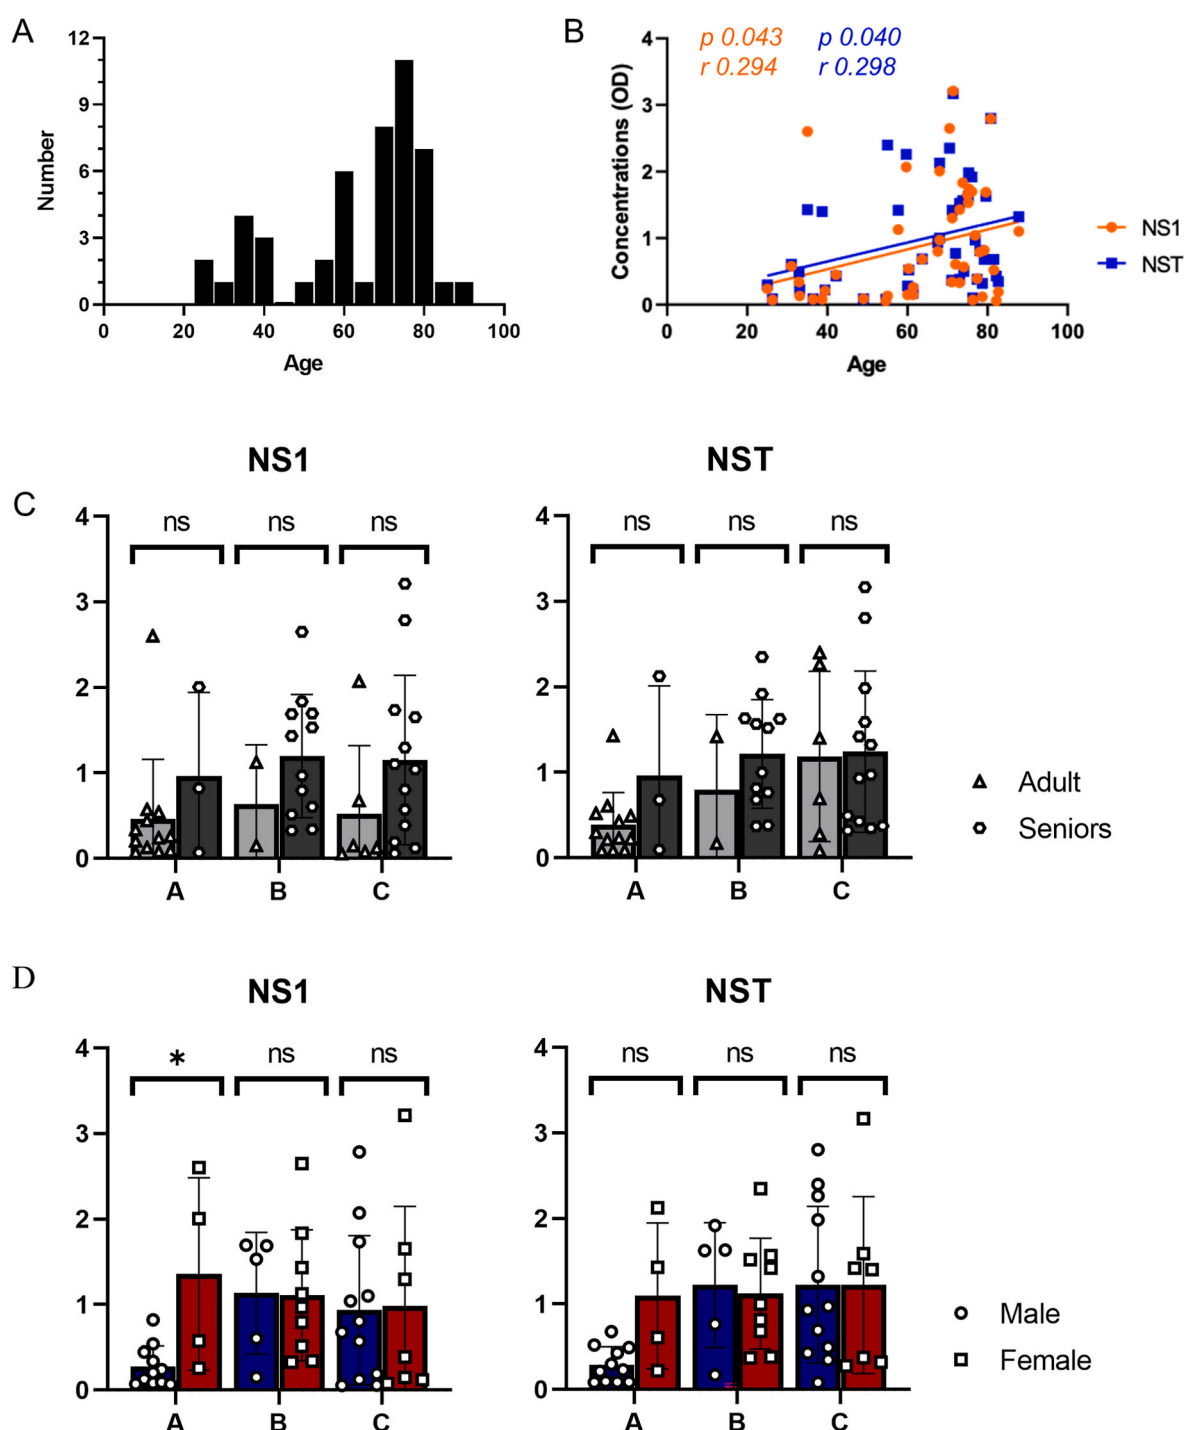 A
12
9
6
3
0
Number
0 20 40 60 80 100
Age
B
p 0.043 p 0.040
r 0.294 r 0.298
4
3
2
1
0
Concentrations (OD)
0 20 40 60 80 100
Age
NS1
NST
NS1
NST
C
4
3
2
1
0
ns ns ns
A B C
4
3
2
1
0
ns ns ns
A B C
Adult
Seniors
D
NS1
NST
4
3
2
1
0
* ns ns
A B C
4
3
2
1
0
ns ns ns
A B C
Male
Female